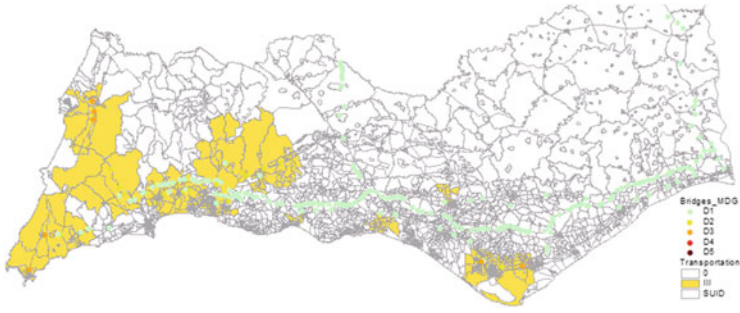 Bridges_MDG
D1
D2
D3
D4
D5
Transportation
0
III
SUID